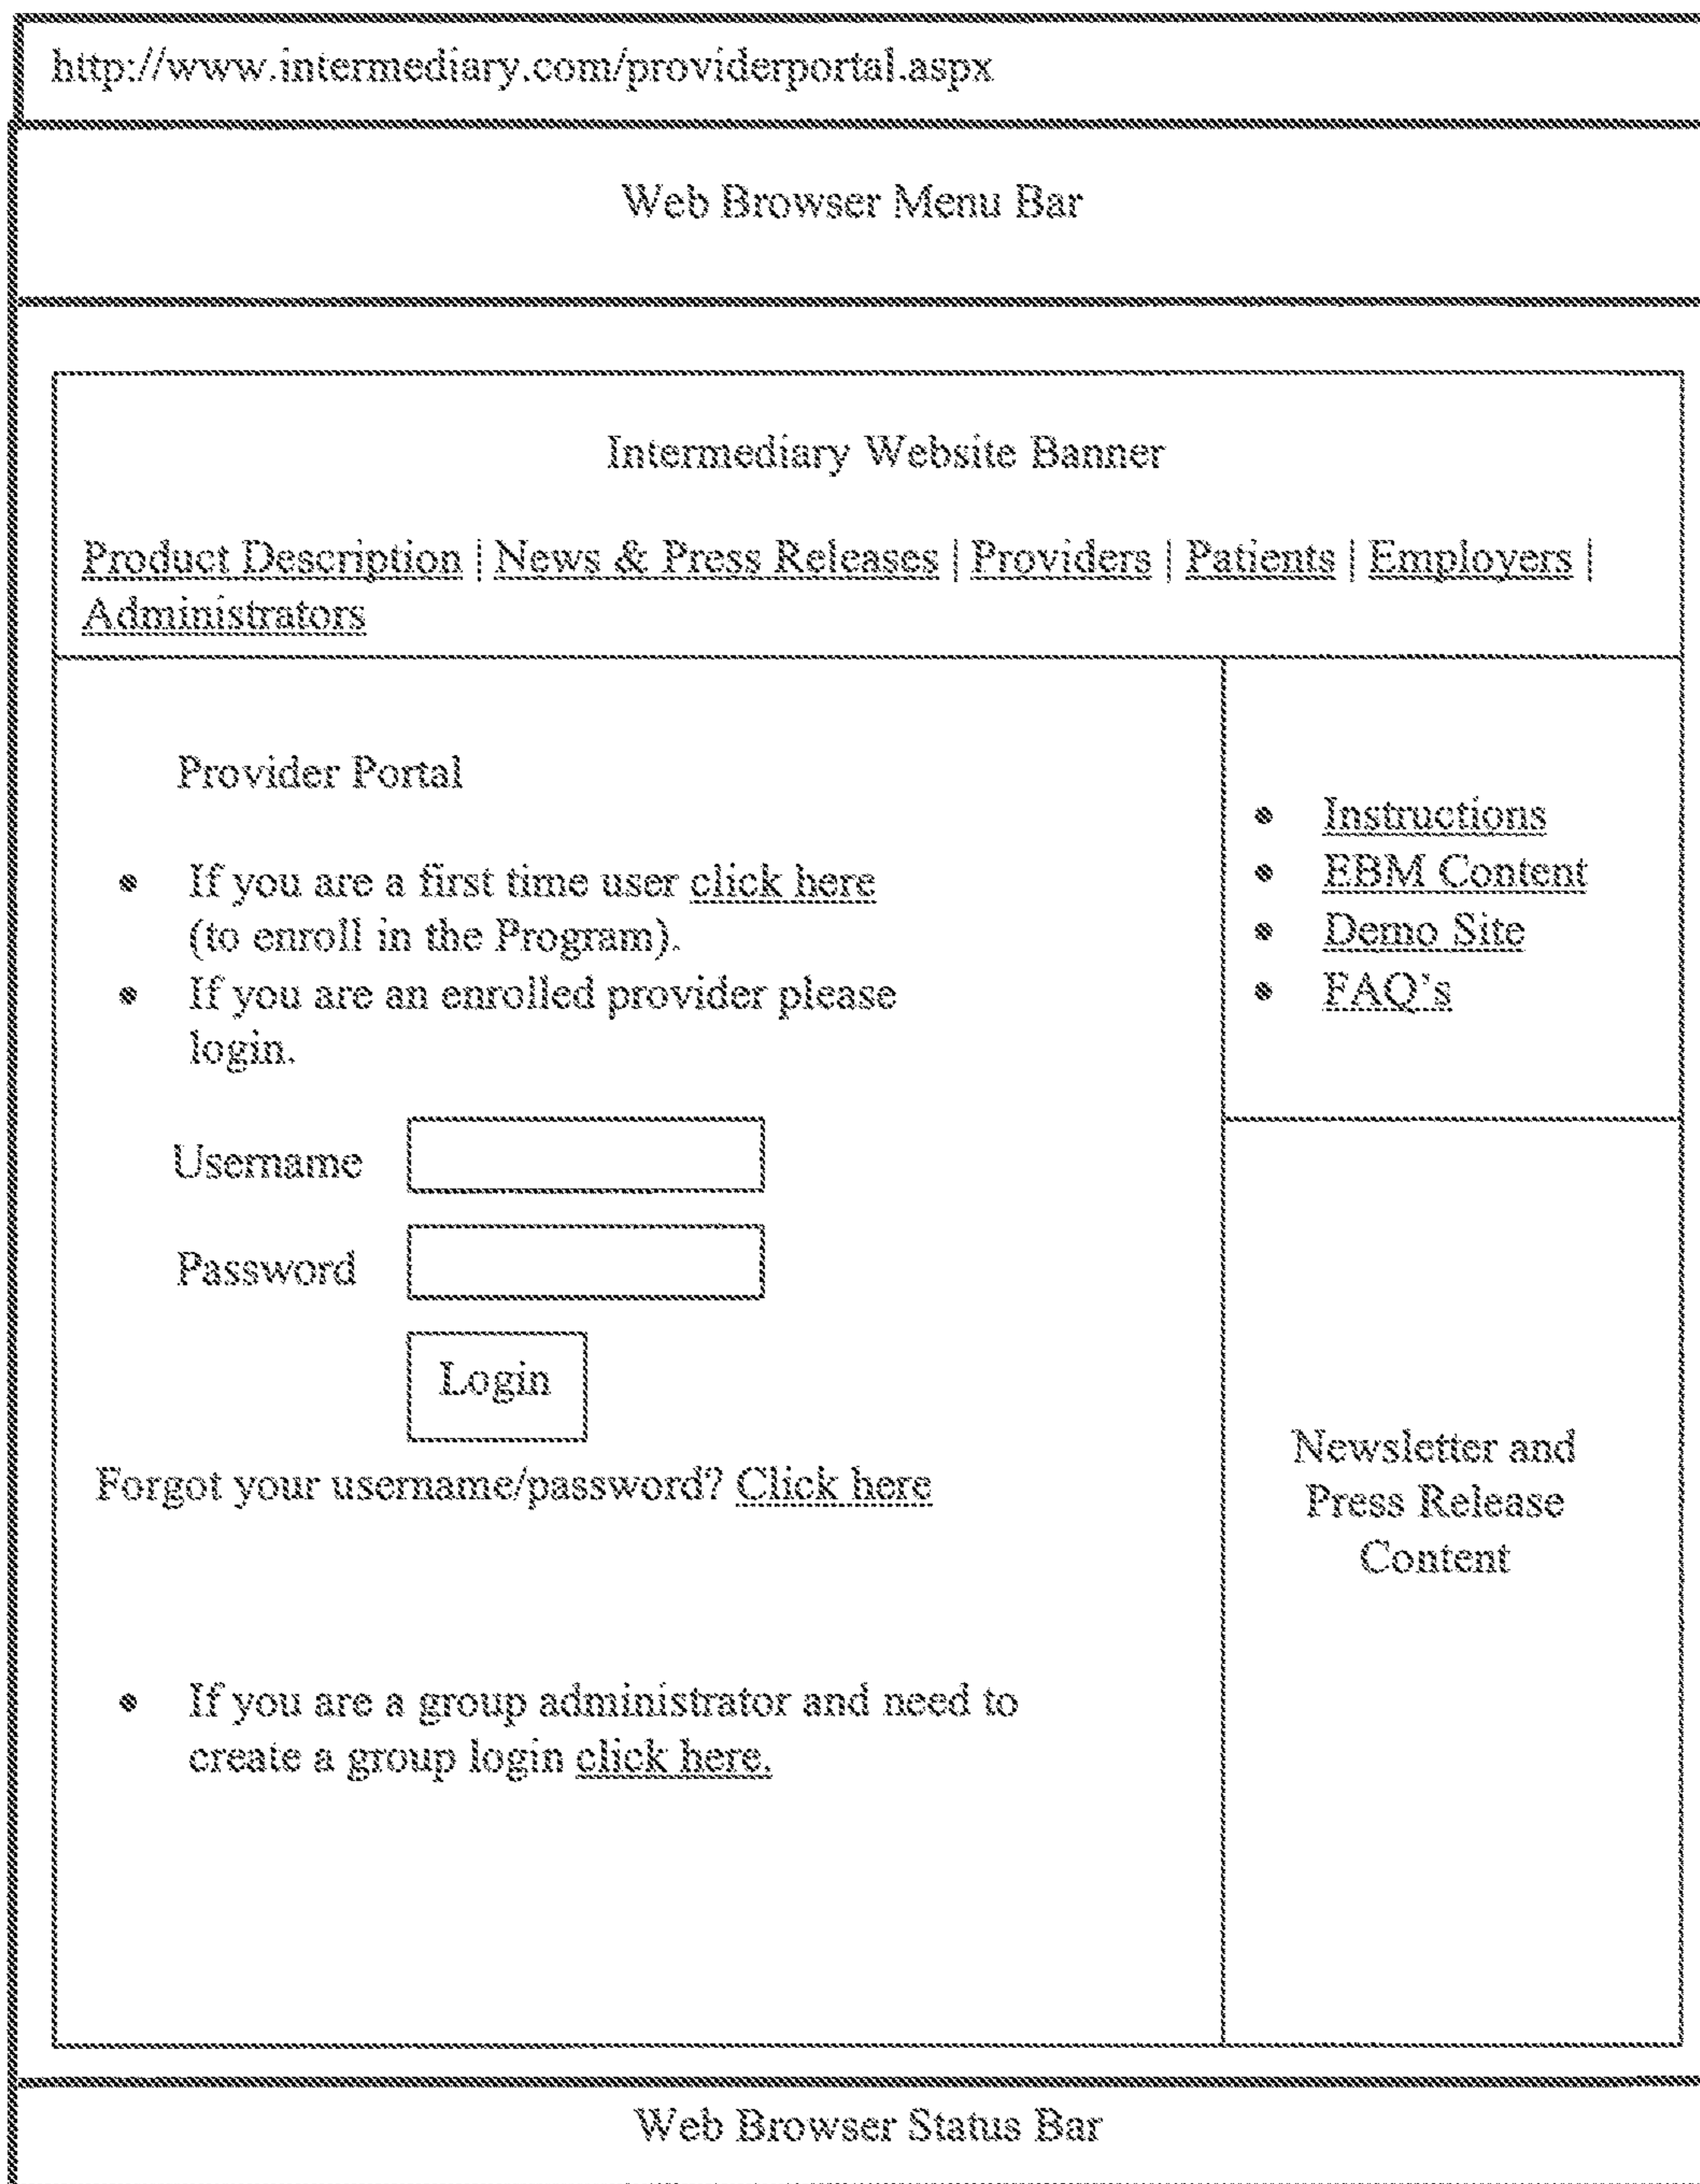 http://www.intermediary.com/providerportal.aspx
Web Browser Menu Bar
Intermediary Website Banner
Product Description | News & Press Releases | Providers | Patients | Employers |
Administrators
Provider Portal
• If you are a first time user click here
(to enroll in the Program).
• If you are an enrolled provider please
login.
Username
Password
Login
Forgot your username/password? Click here
• If you are a group administrator and need to
create a group login click here.
• Instructions
• EBM Content
• Demo Site
• FAQ's
Newsletter and
Press Release
Content
Web Browser Status Bar